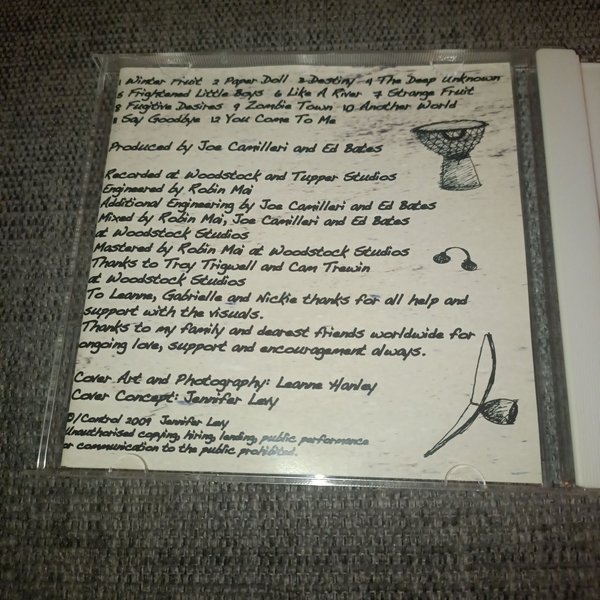 1 Winter Fruit 2 Paper Doll 3 Destiny 4 The Deep Unknown
5 Frightened Little Boys 6 Like A River 7 Strange Fruit
8 Fugitive Desires 9 Zombie Town 10 Another World
11 Say Goodbye 12 You Come To Me
Produced by Joe Camilleri and Ed Bates
Recorded at Woodstock and Tupper Studios
Engineered by Robin Mai
Additional Engineering by Joe Camilleri and Ed Bates
Mixed by Robin Mai, Joe Camilleri and Ed Bates
at Woodstock Studios
Mastered by Robin Mai at Woodstock Studios
Thanks to Troy Trigwell and Cam Trewin
at Woodstock Studios
To Leanne, Gabrielle and Nickie thanks for all help and
support with the visuals.
Thanks to my family and dearest friends worldwide for
ongoing love, support and encouragement always.
Cover Art and Photography: Leanne Hanley
Cover Concept: Jennifer Levy
P/Control 2009 Jennifer Levy
Unauthorised copying, hiring, lending, public performance
or communication to the public prohibited.